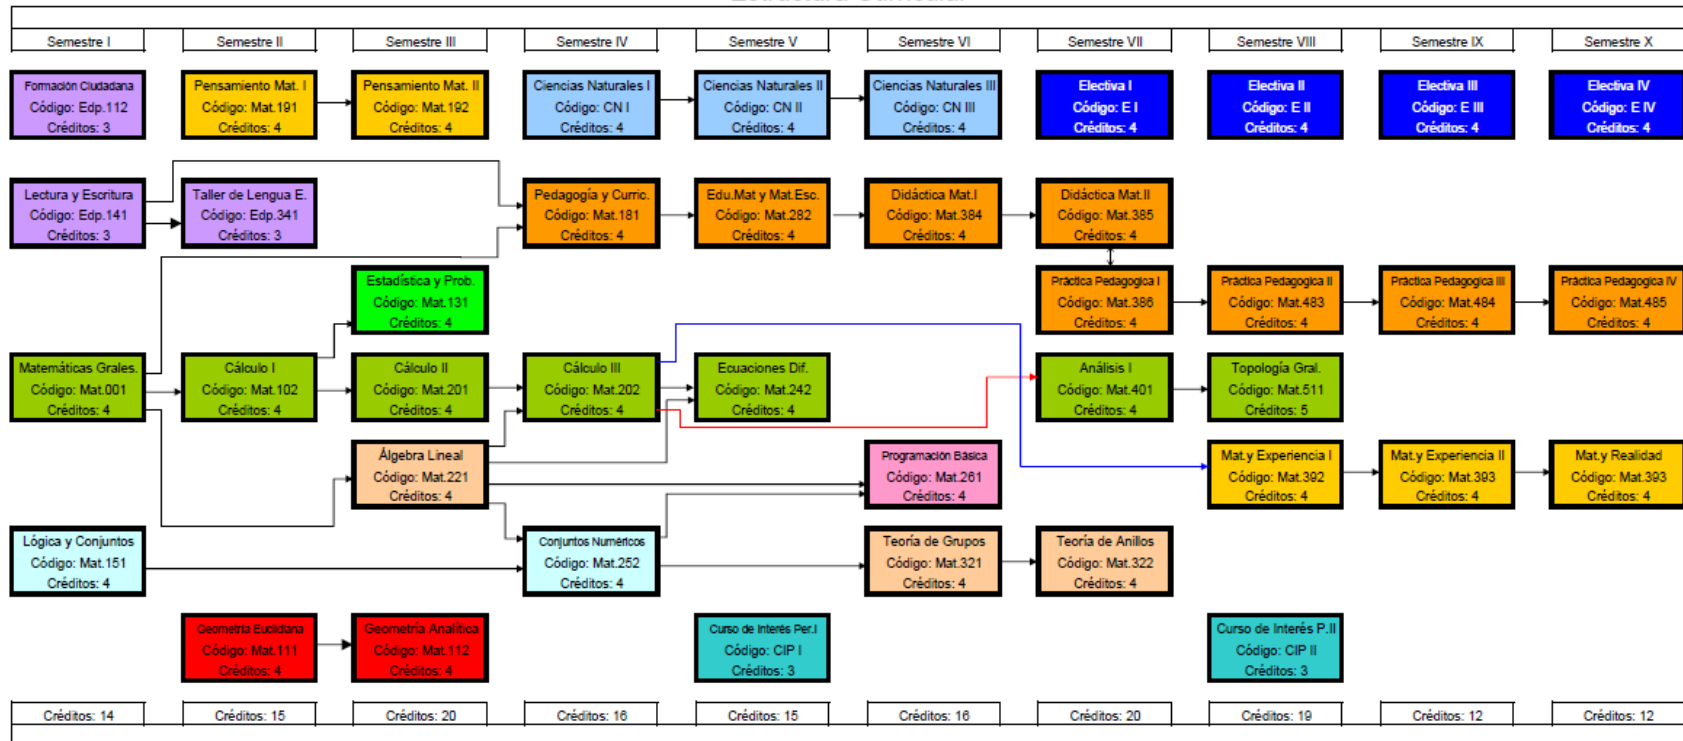 Estructura Curricular
Semestre I
Semestre II
Semestre III
Semestre IV
Semestre V
Semestre VI
Semestre VII
Semestre VIII
Semestre IX
Semestre X
Formación Ciudadana
Código: Edp.112
Créditos: 3
Pensamiento Mat. I
Código: Mat.191
Créditos: 4
Pensamiento Mat. II
Código: Mat.192
Créditos: 4
Ciencias Naturales I
Código: CN I
Créditos: 4
Ciencias Naturales II
Código: CN II
Créditos: 4
Ciencias Naturales III
Código: CN III
Créditos: 4
Electiva I
Código: E I
Créditos: 4
Electiva II
Código: E II
Créditos: 4
Electiva III
Código: E III
Créditos: 4
Electiva IV
Código: E IV
Créditos: 4
Lectura y Escritura
Código: Edp.141
Créditos: 3
Taller de Lengua E.
Código: Edp.341
Créditos: 3
Pedagogía y Curric.
Código: Mat.181
Créditos: 4
Edu.Mat y Mat.Esc.
Código: Mat.282
Créditos: 4
Didáctica Mat.I
Código: Mat.384
Créditos: 4
Didáctica Mat.II
Código: Mat.385
Créditos: 4
Estadística y Prob.
Código: Mat.131
Créditos: 4
Práctica Pedagogica I
Código: Mat.386
Créditos: 4
Práctica Pedagogica II
Código: Mat.483
Créditos: 4
Práctica Pedagogica III
Código: Mat.484
Créditos: 4
Práctica Pedagogica IV
Código: Mat.485
Créditos: 4
Matemáticas Grales.
Código: Mat.001
Créditos: 4
Cálculo I
Código: Mat.102
Créditos: 4
Cálculo II
Código: Mat.201
Créditos: 4
Cálculo III
Código: Mat.202
Créditos: 4
Ecuaciones Dif.
Código: Mat.242
Créditos: 4
Análisis I
Código: Mat.401
Créditos: 4
Topología Gral.
Código: Mat.511
Créditos: 5
Álgebra Lineal
Código: Mat.221
Créditos: 4
Programación Básica
Código: Mat.261
Créditos: 4
Mat.y Experiencia I
Código: Mat.392
Créditos: 4
Mat.y Experiencia II
Código: Mat.393
Créditos: 4
Mat.y Realidad
Código: Mat.393
Créditos: 4
Lógica y Conjuntos
Código: Mat.151
Créditos: 4
Conjuntos Numéricos
Código: Mat.252
Créditos: 4
Teoría de Grupos
Código: Mat.321
Créditos: 4
Teoría de Anillos
Código: Mat.322
Créditos: 4
Geometría Euclidiana
Código: Mat.111
Créditos: 4
Geometría Analítica
Código: Mat.112
Créditos: 4
Curso de Interés Per.I
Código: CIP I
Créditos: 3
Curso de Interés P.II
Código: CIP II
Créditos: 3
Créditos: 14
Créditos: 15
Créditos: 20
Créditos: 16
Créditos: 15
Créditos: 16
Créditos: 20
Créditos: 19
Créditos: 12
Créditos: 12